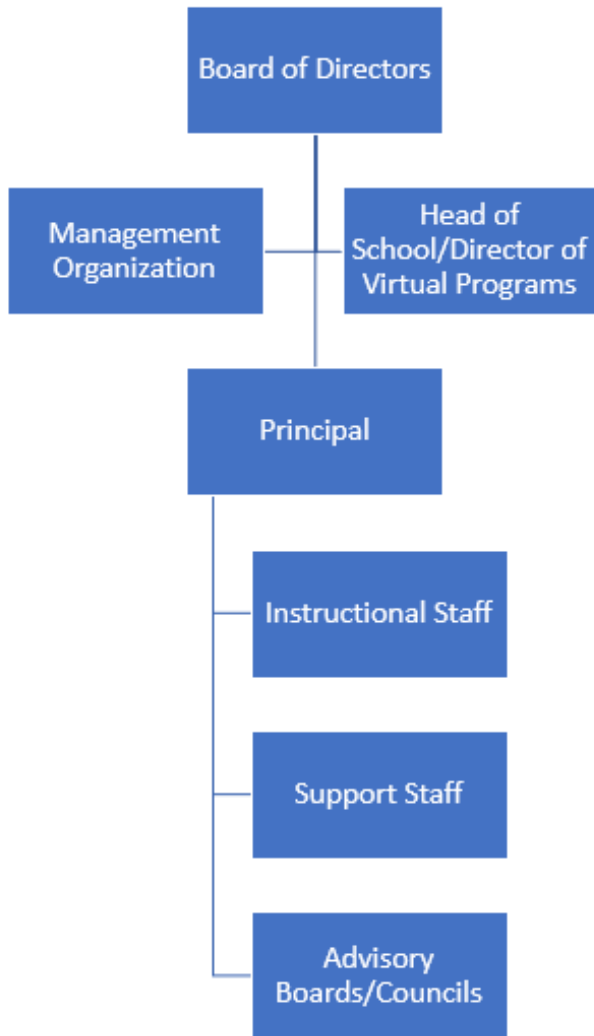 Board of Directors
Management
Organization
Head of
School/Director of
Virtual Programs
Principal
Instructional Staff
Support Staff
Advisory
Boards/Councils